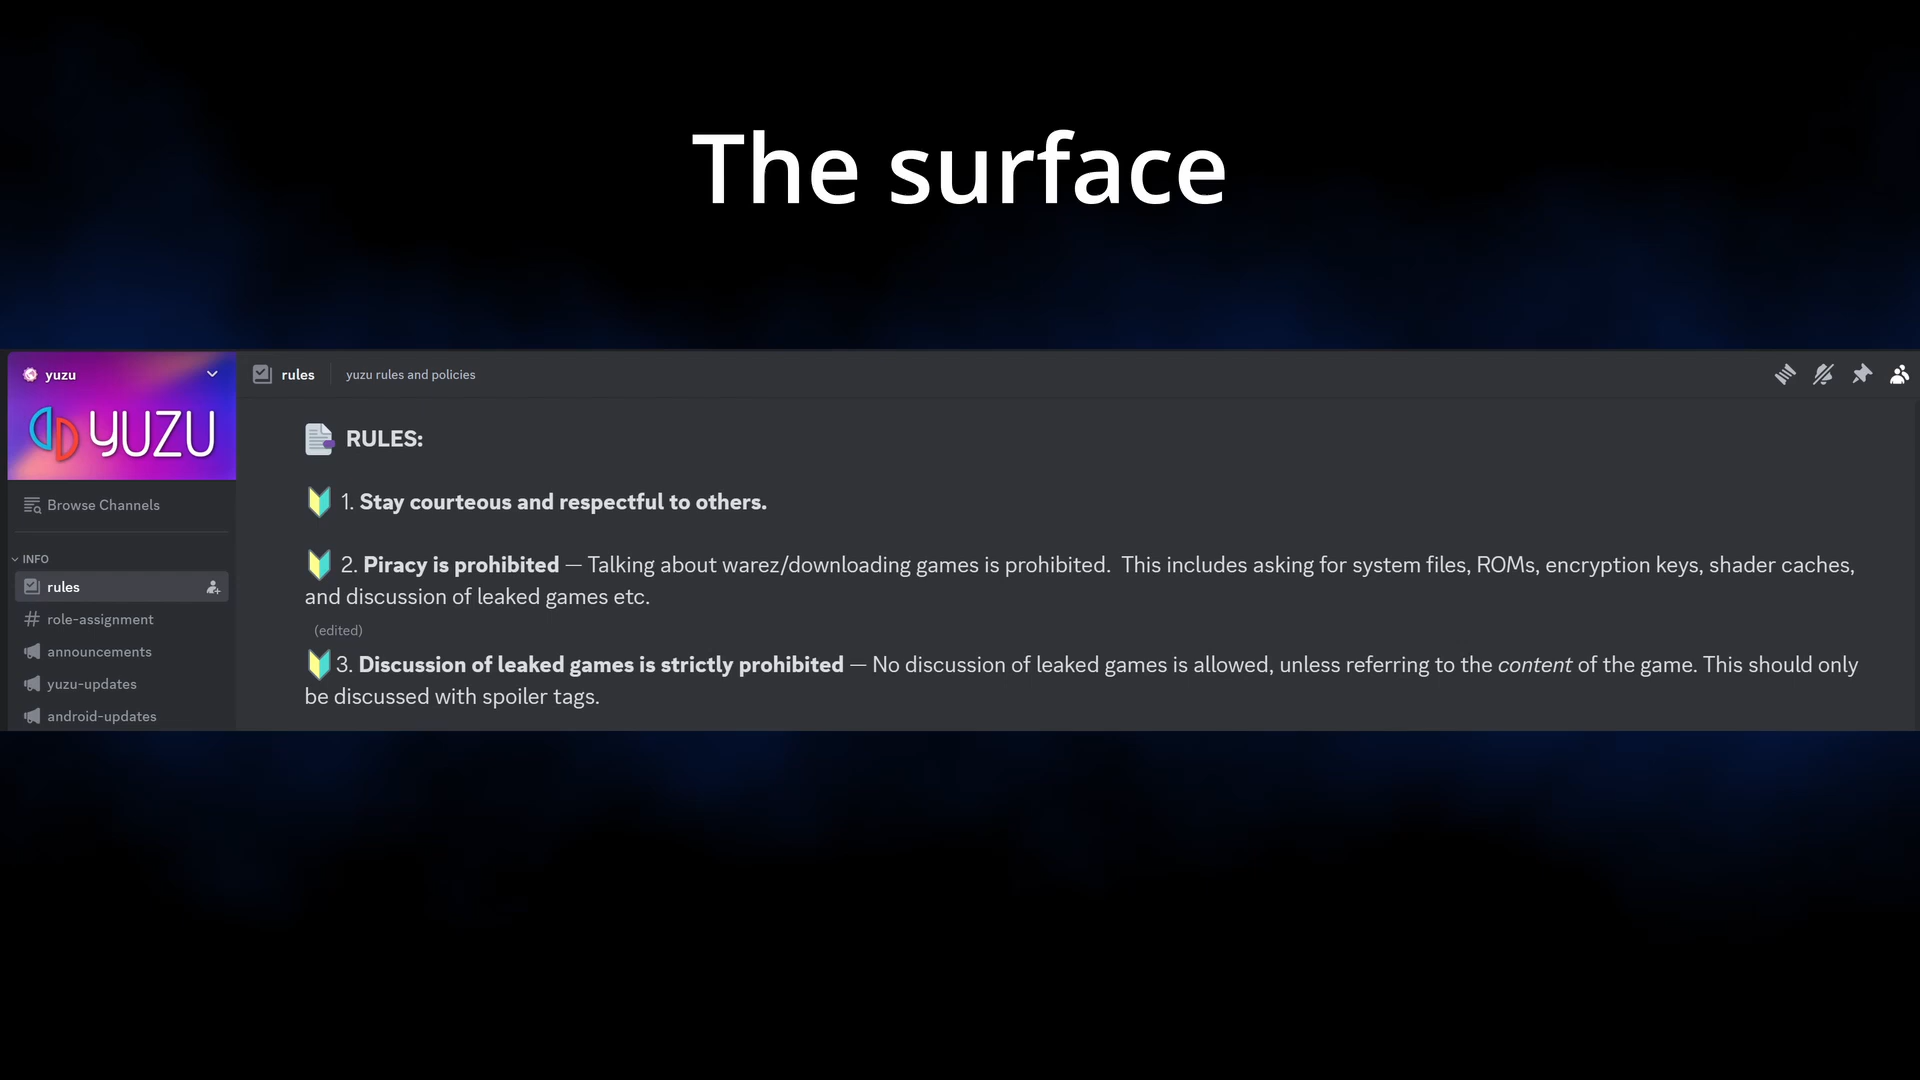 The surface
yuzu
YUZU
Browse Channels
INFO
rules
role-assignment
announcements
yuzu-updates
android-updates
rules
yuzu rules and policies
RULES:
1. Stay courteous and respectful to others.
2. Piracy is prohibited — Talking about warez/downloading games is prohibited.  This includes asking for system files, ROMs, encryption keys, shader caches,
and discussion of leaked games etc.
(edited)
3. Discussion of leaked games is strictly prohibited — No discussion of leaked games is allowed, unless referring to the content of the game. This should only
be discussed with spoiler tags.